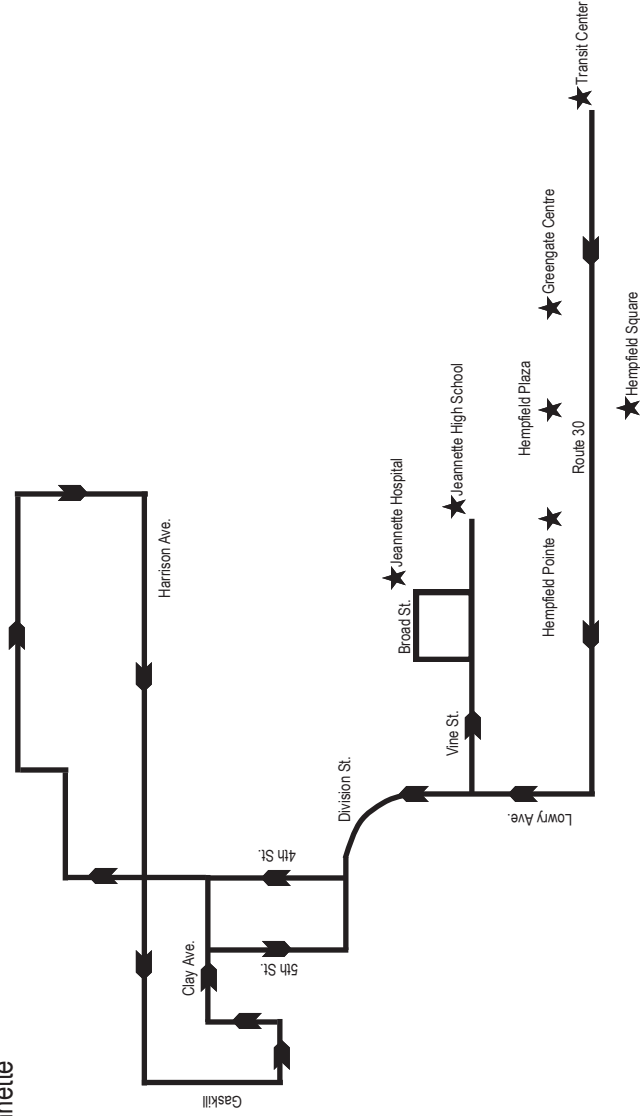 nnette
Transit Center
Greengate Centre
Hempfield Plaza
Hempfield Square
Route 30
Jeannette High School
Jeannette Hospital
Hempfield Pointe
Harrison Ave.
Broad St.
Vine St.
Division St.
Lowry Ave.
4th St.
Clay Ave.
5th St.
Gaskill